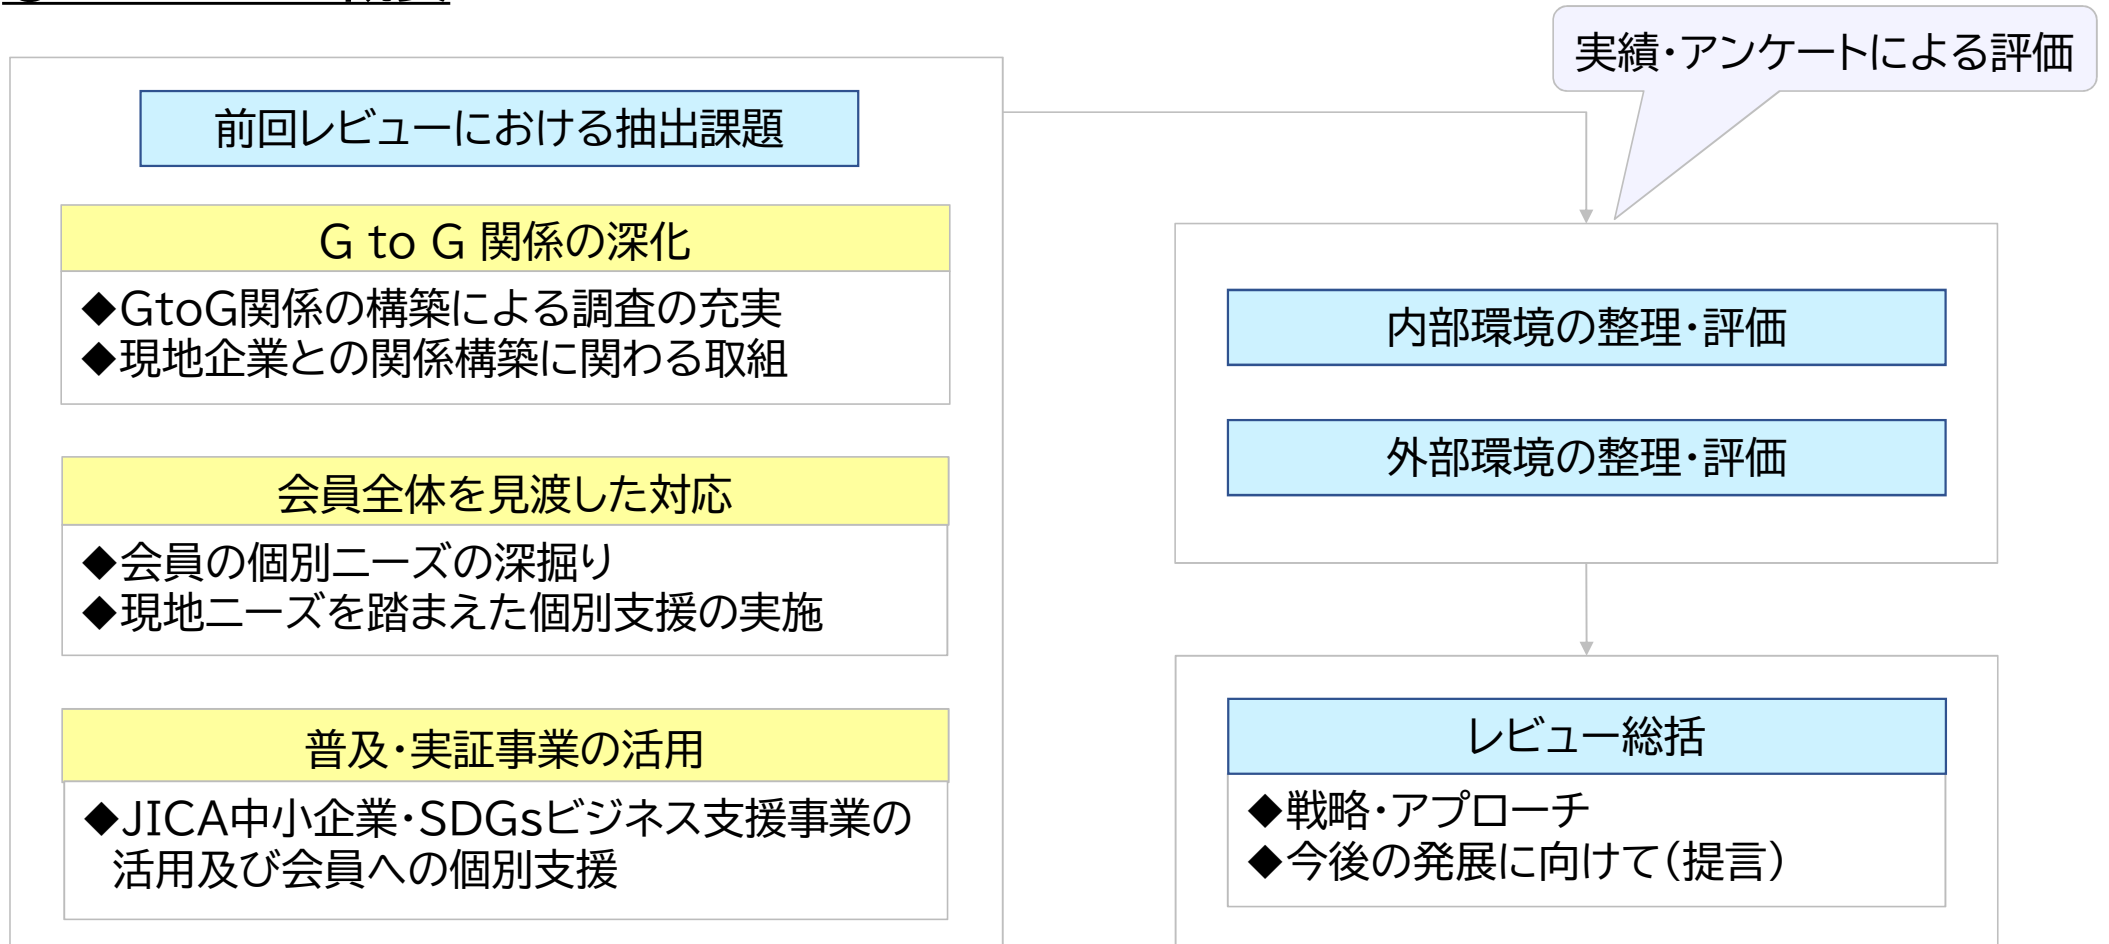 実績・アンケートによる評価
前回レビューにおける抽出課題
G to G 関係の深化
◆GtoG関係の構築による調査の充実
◆現地企業との関係構築に関わる取組
会員全体を見渡した対応
◆会員の個別ニーズの深掘り
◆現地ニーズを踏まえた個別支援の実施
普及・実証事業の活用
◆JICA中小企業・SDGsビジネス支援事業の
活用及び会員への個別支援
内部環境の整理・評価
外部環境の整理・評価
レビュー総括
◆戦略・アプローチ
◆今後の発展に向けて(提言)